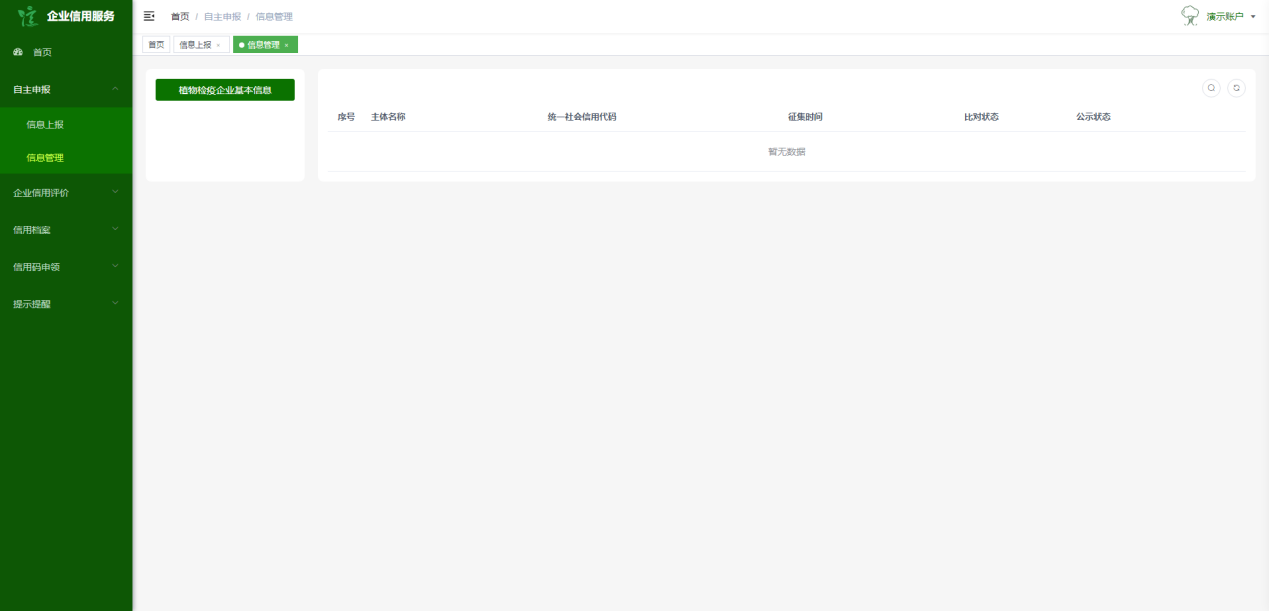 企业信用服务
首页
自主申报
信息上报
信息管理
企业信用评价
信用档案
信用码申领
提示提醒
首页 / 自主申报 / 信息管理
演示账户
首页 信息上报 × 信息管理 ×
植物检疫企业基本信息
序号 主体名称 统一社会信用代码 征集时间 比对状态 公示状态
暂无数据